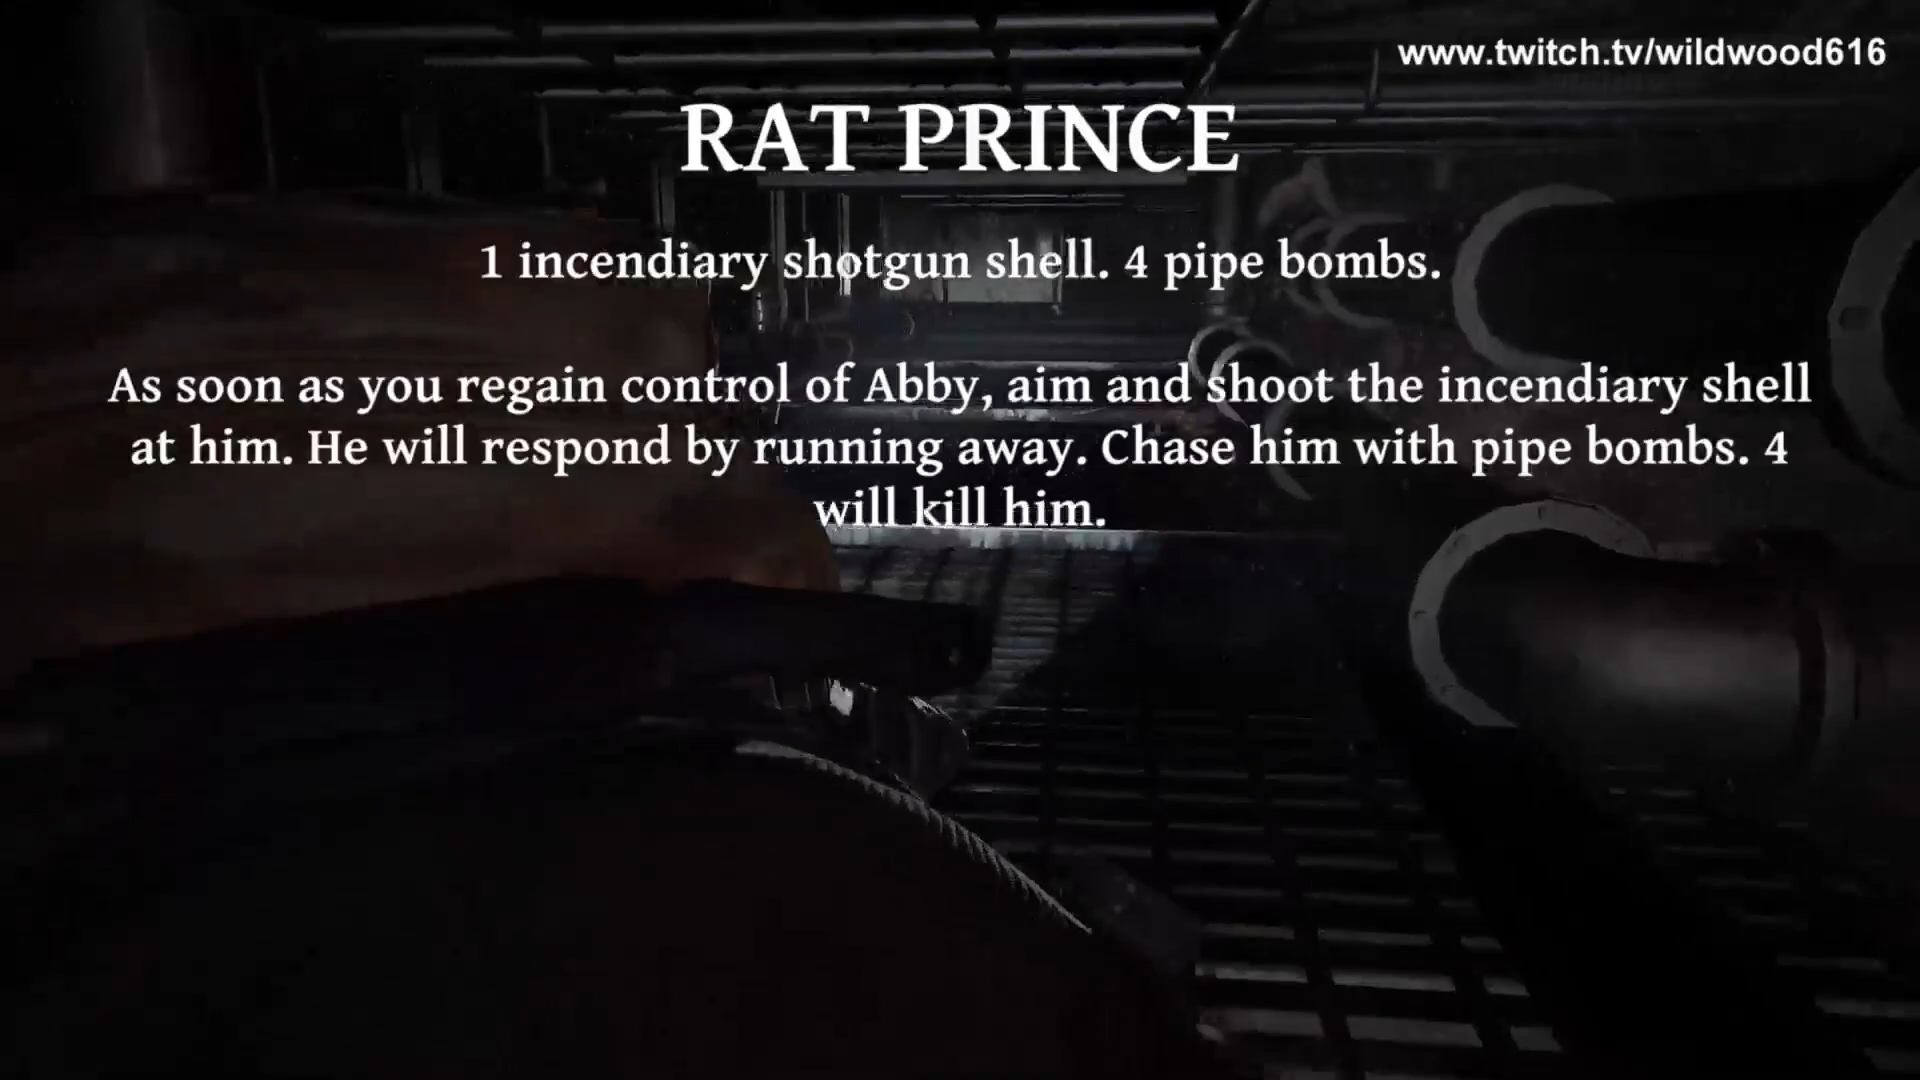 www.twitch.tv/wildwood616
RAT PRINCE
1 incendiary shotgun shell. 4 pipe bombs.
As soon as you regain control of Abby, aim and shoot the incendiary shell
at him. He will respond by running away. Chase him with pipe bombs. 4
will kill him.